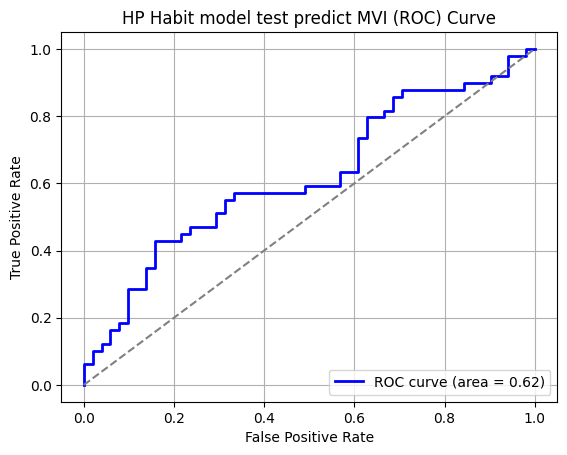 HP Habit model test predict MVI (ROC) Curve
True Positive Rate
1.0
0.8
0.6
0.4
0.2
0.0
ROC curve (area = 0.62)
0.0 0.2 0.4 0.6 0.8 1.0
False Positive Rate